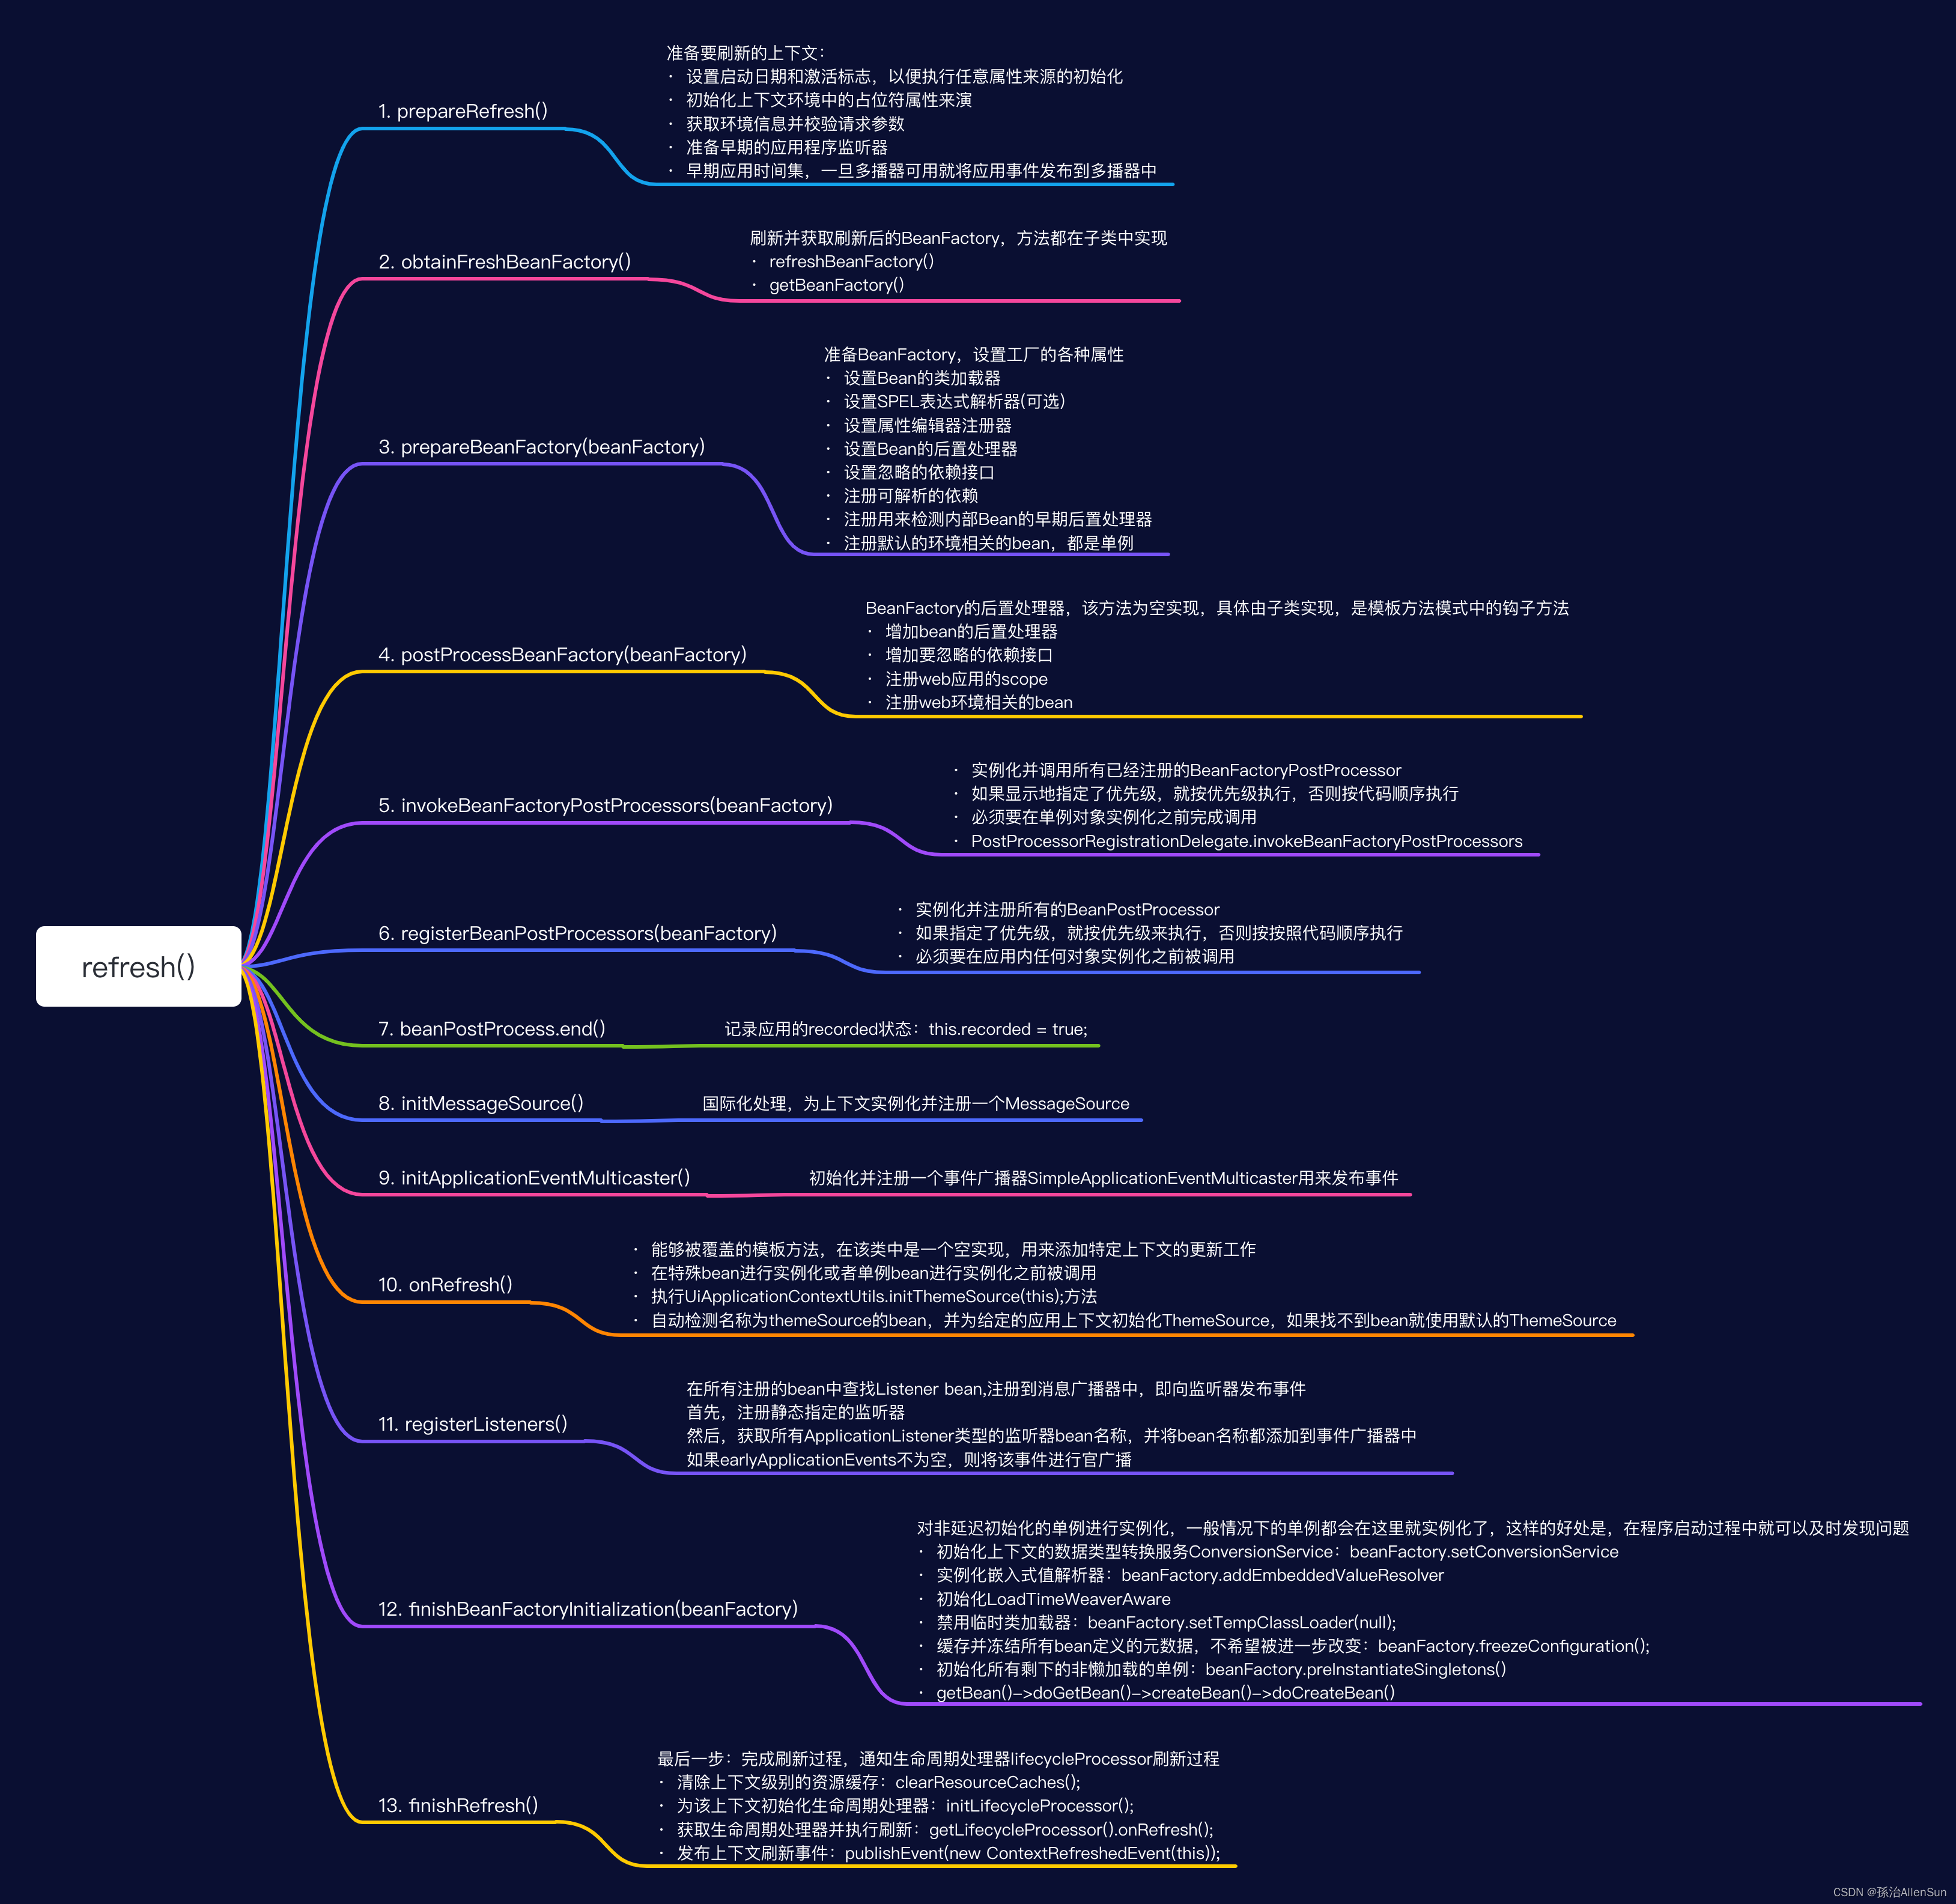 准备要刷新的上下文：
· 设置启动日期和激活标志，以便执行任意属性来源的初始化
· 初始化上下文环境中的占位符属性来演
1. prepareRefresh()
· 获取环境信息并校验请求参数
· 准备早期的应用程序监听器
· 早期应用时间集，一旦多播器可用就将应用事件发布到多播器中
刷新并获取刷新后的BeanFactory，方法都在子类中实现
2. obtainFreshBeanFactory()
· refreshBeanFactory()
· getBeanFactory()
准备BeanFactory，设置工厂的各种属性
· 设置Bean的类加载器
· 设置SPEL表达式解析器(可选)
· 设置属性编辑器注册器
3. prepareBeanFactory(beanFactory)
· 设置Bean的后置处理器
· 设置忽略的依赖接口
· 注册可解析的依赖
· 注册用来检测内部Bean的早期后置处理器
· 注册默认的环境相关的bean，都是单例
BeanFactory的后置处理器，该方法为空实现，具体由子类实现，是模板方法模式中的钩子方法
· 增加bean的后置处理器
4. postProcessBeanFactory(beanFactory)
· 增加要忽略的依赖接口
· 注册web应用的scope
· 注册web环境相关的bean
· 实例化并调用所有已经注册的BeanFactoryPostProcessor
· 如果显示地指定了优先级，就按优先级执行，否则按代码顺序执行
5. invokeBeanFactoryPostProcessors(beanFactory)
· 必须要在单例对象实例化之前完成调用
· PostProcessorRegistrationDelegate.invokeBeanFactoryPostProcessors
· 实例化并注册所有的BeanPostProcessor
6. registerBeanPostProcessors(beanFactory)
· 如果指定了优先级，就按优先级来执行，否则按按照代码顺序执行
· 必须要在应用内任何对象实例化之前被调用
refresh()
7. beanPostProcess.end()
记录应用的recorded状态：this.recorded = true;
8. initMessageSource()
国际化处理，为上下文实例化并注册一个MessageSource
9. initApplicationEventMulticaster()
初始化并注册一个事件广播器SimpleApplicationEventMulticaster用来发布事件
· 能够被覆盖的模板方法，在该类中是一个空实现，用来添加特定上下文的更新工作
· 在特殊bean进行实例化或者单例bean进行实例化之前被调用
10. onRefresh()
· 执行UiApplicationContextUtils.initThemeSource(this);方法
· 自动检测名称为themeSource的bean，并为给定的应用上下文初始化ThemeSource，如果找不到bean就使用默认的ThemeSource
在所有注册的bean中查找Listener bean,注册到消息广播器中，即向监听器发布事件
首先，注册静态指定的监听器
11. registerListeners()
然后，获取所有ApplicationListener类型的监听器bean名称，并将bean名称都添加到事件广播器中
如果earlyApplicationEvents不为空，则将该事件进行官广播
对非延迟初始化的单例进行实例化，一般情况下的单例都会在这里就实例化了，这样的好处是，在程序启动过程中就可以及时发现问题
· 初始化上下文的数据类型转换服务ConversionService：beanFactory.setConversionService
· 实例化嵌入式值解析器：beanFactory.addEmbeddedValueResolver
· 初始化LoadTimeWeaverAware
12. finishBeanFactoryInitialization(beanFactory)
· 禁用临时类加载器：beanFactory.setTempClassLoader(null);
· 缓存并冻结所有bean定义的元数据，不希望被进一步改变：beanFactory.freezeConfiguration();
· 初始化所有剩下的非懒加载的单例：beanFactory.preInstantiateSingletons()
· getBean()->doGetBean()->createBean()->doCreateBean()
最后一步：完成刷新过程，通知生命周期处理器lifecycleProcessor刷新过程
· 清除上下文级别的资源缓存：clearResourceCaches();
13. finishRefresh()
· 为该上下文初始化生命周期处理器：initLifecycleProcessor();
· 获取生命周期处理器并执行刷新：getLifecycleProcessor().onRefresh();
· 发布上下文刷新事件：publishEvent(new ContextRefreshedEvent(this));
CSDN @孫治AllenSun